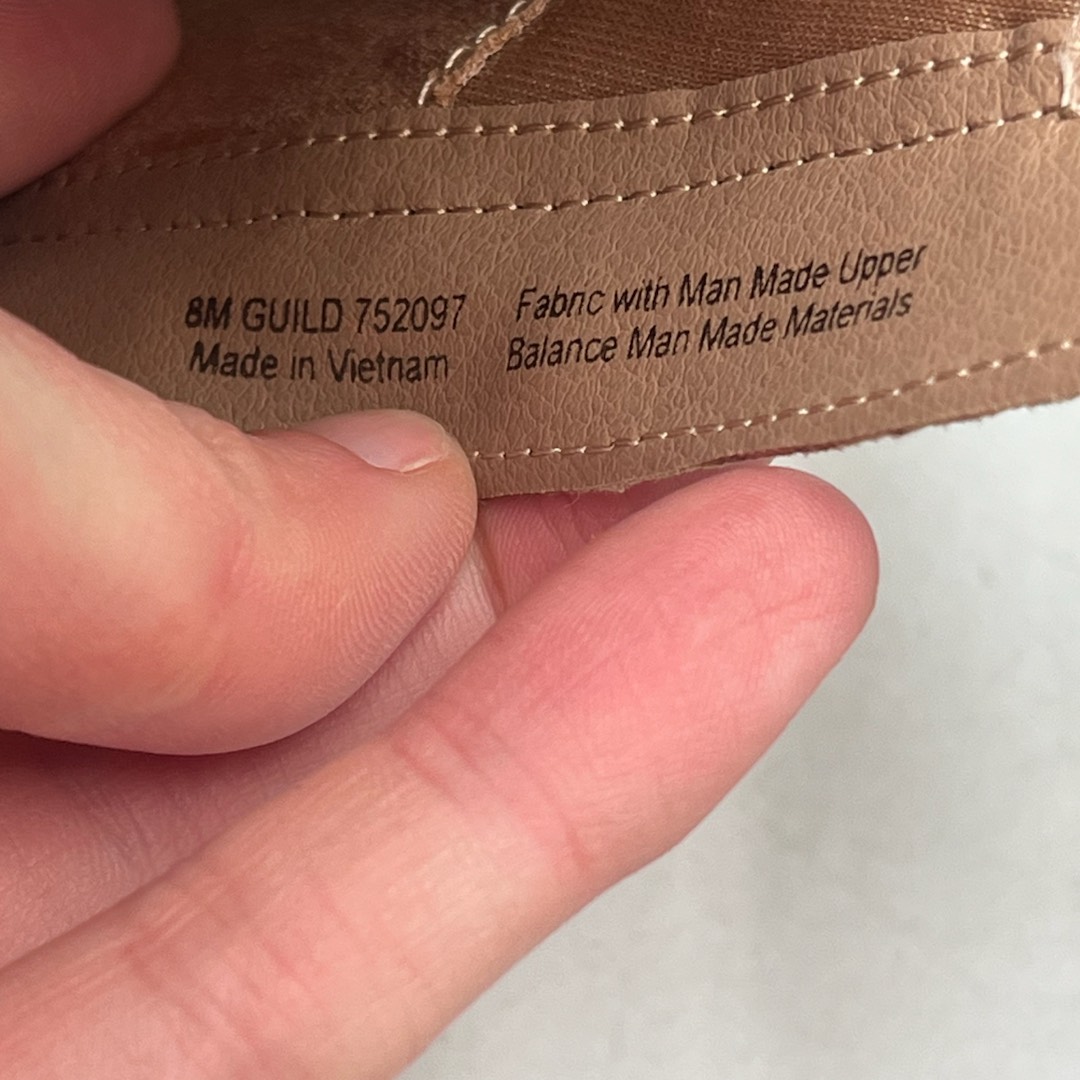 8M GUILD 752097
Made in Vietnam
Fabric with Man Made Upper
Balance Man Made Materials